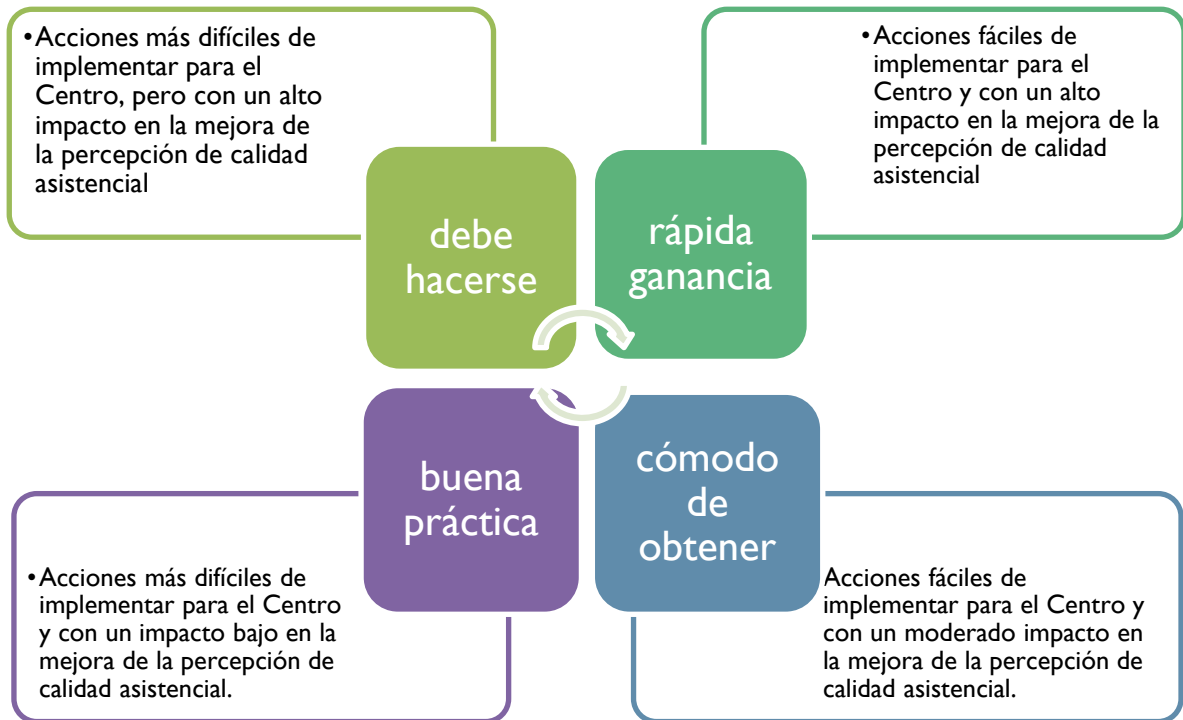 •Acciones más difíciles de
implementar para el
Centro, pero con un alto
impacto en la mejora de
la percepción de calidad
asistencial
•Acciones fáciles de
implementar para el
Centro y con un alto
impacto en la mejora de la
percepción de calidad
asistencial
debe
hacerse
rápida
ganancia
buena
práctica
cómodo
de
obtener
•Acciones más difíciles de
implementar para el Centro
y con un impacto bajo en la
mejora de la percepción de
calidad asistencial.
Acciones fáciles de
implementar para el Centro y
con un moderado impacto en
la mejora de la percepción de
calidad asistencial.